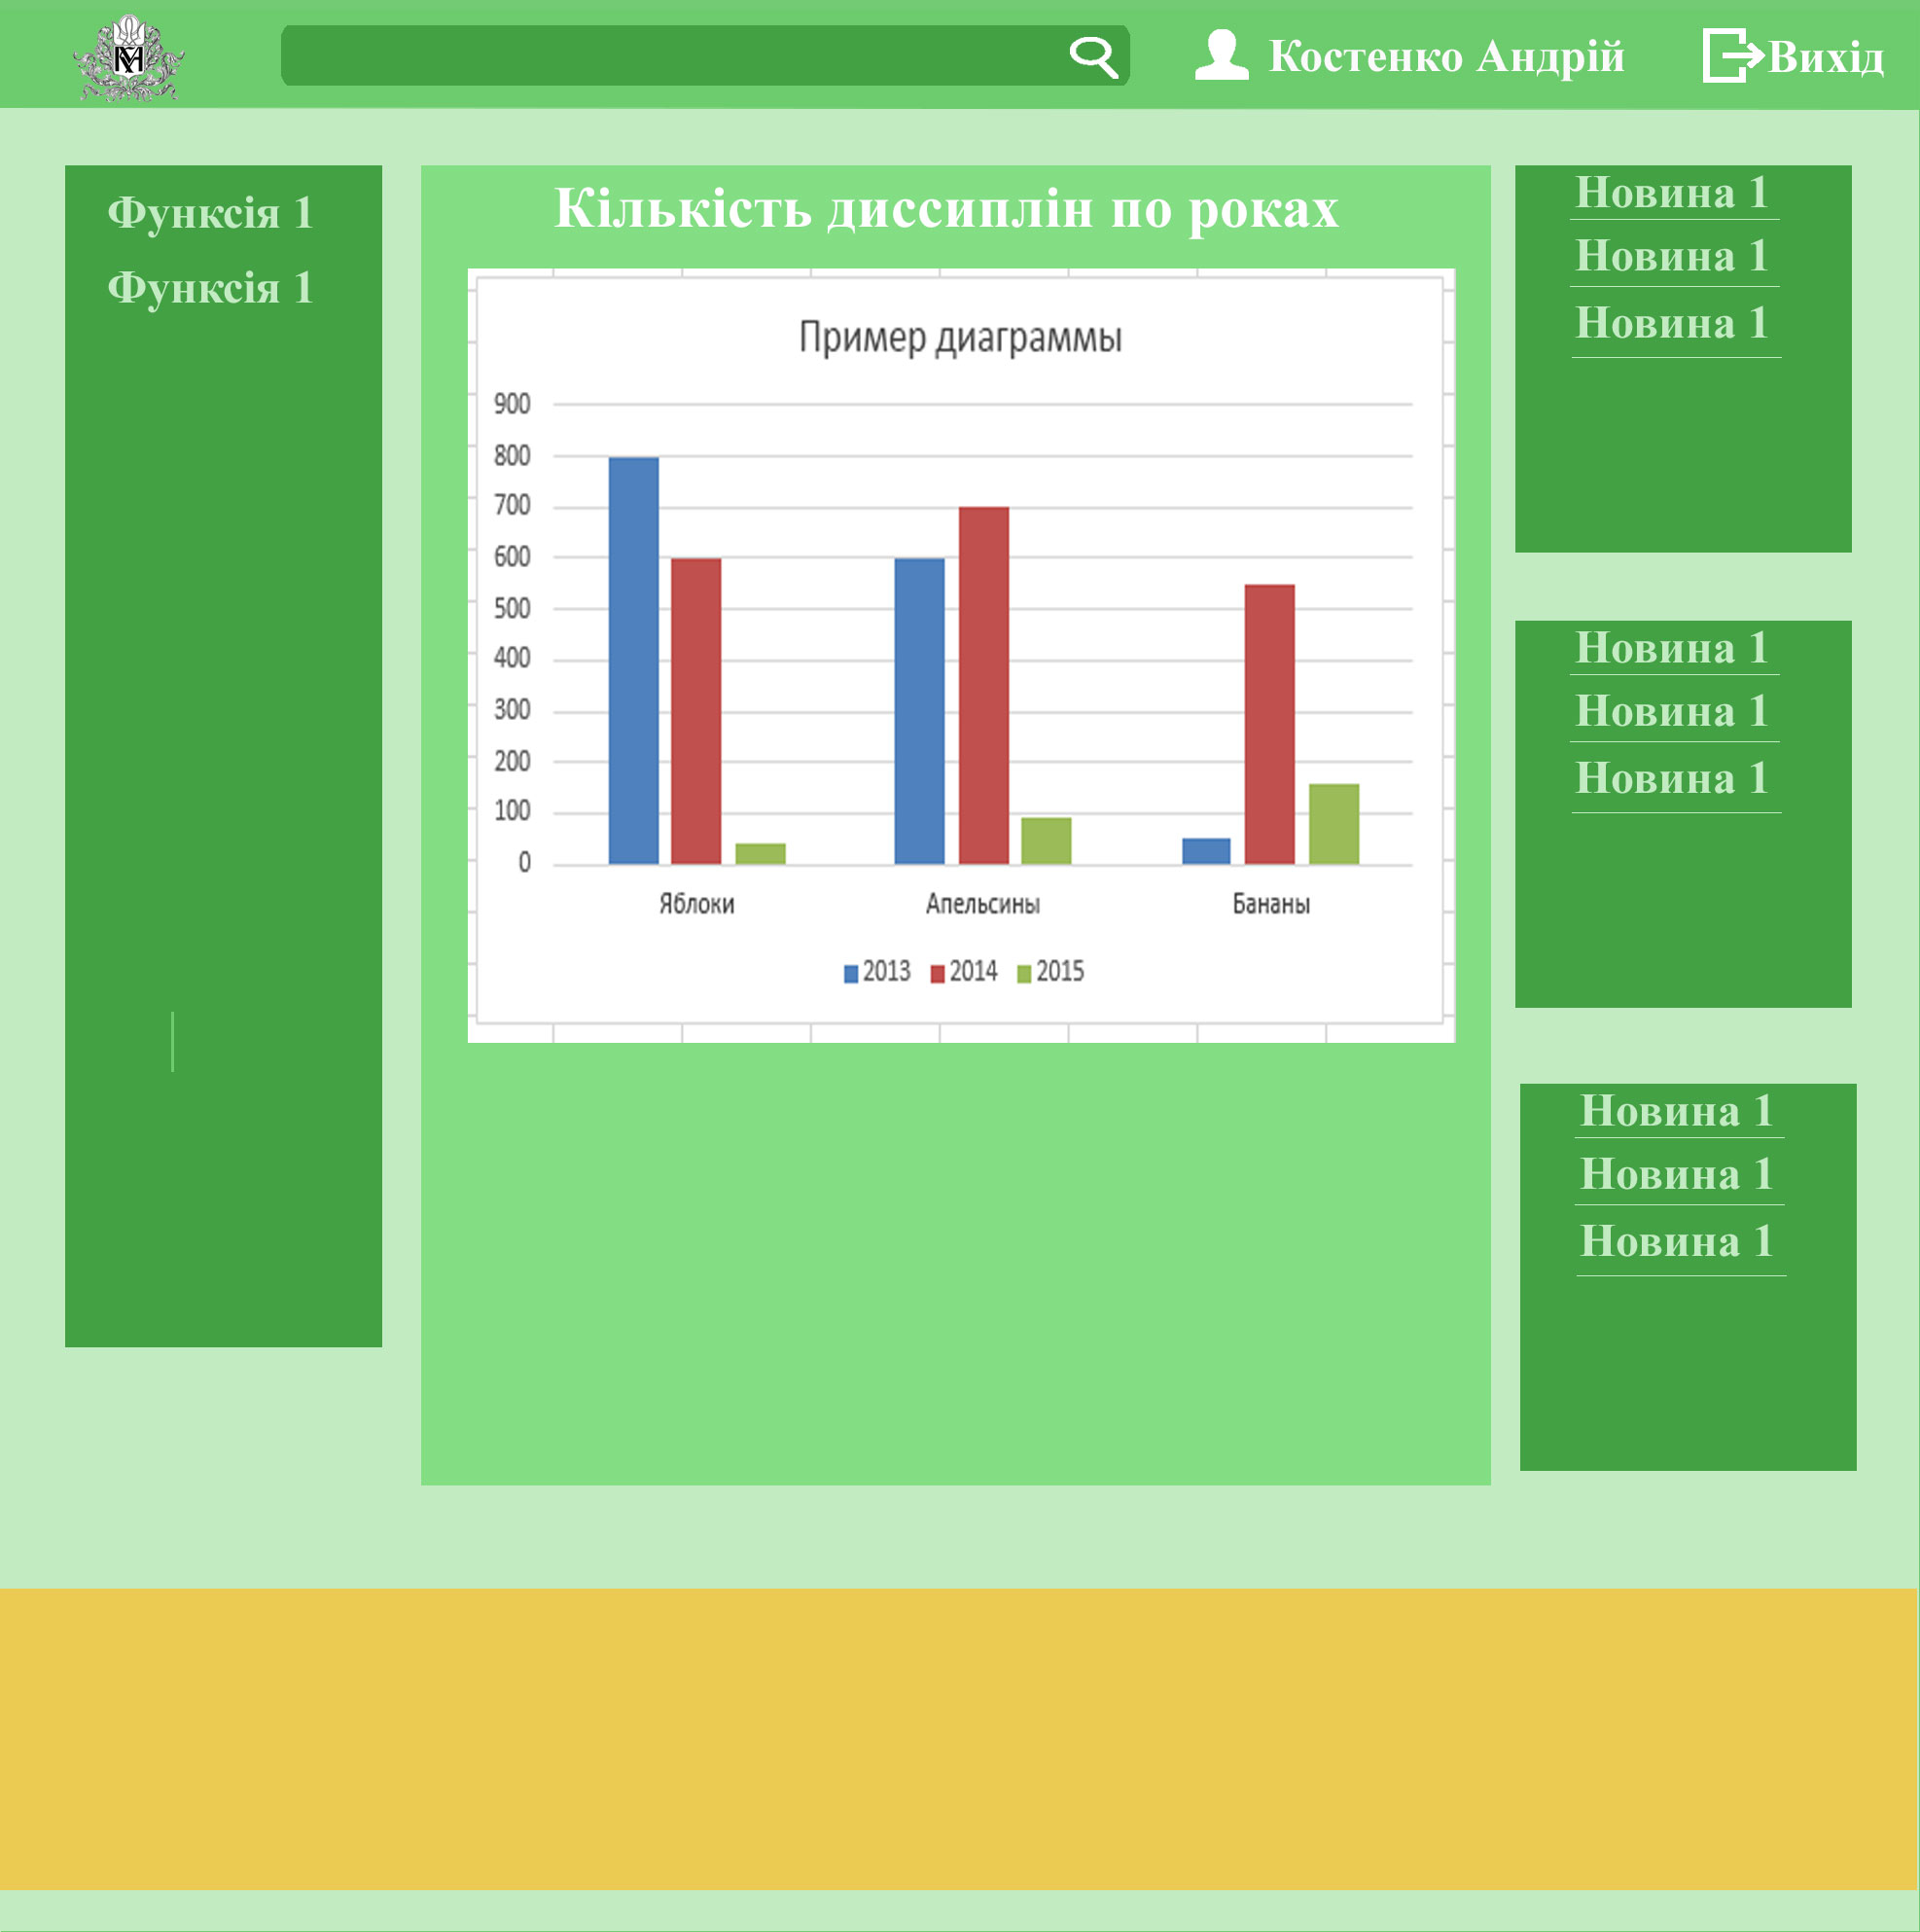 Костенко Андрій
Вихід
Функсія 1
Функсія 1
Кількість диссиплін по роках
Пример диаграммы
900
800
700
600
500
400
300
200
100
0
Яблоки Апельсины Бананы
2013 2014 2015
Новина 1
Новина 1
Новина 1
Новина 1
Новина 1
Новина 1
Новина 1
Новина 1
Новина 1